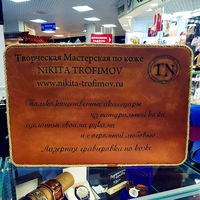 Творческая Мастерская по коже
NIKITA TROFIMOV
www.nikita-trofimov.ru
TN
Только качественные аксессуары
из натуральной кожи,
сделанные своими руками
и с огромной любовью...
Лазерная гравировка по коже